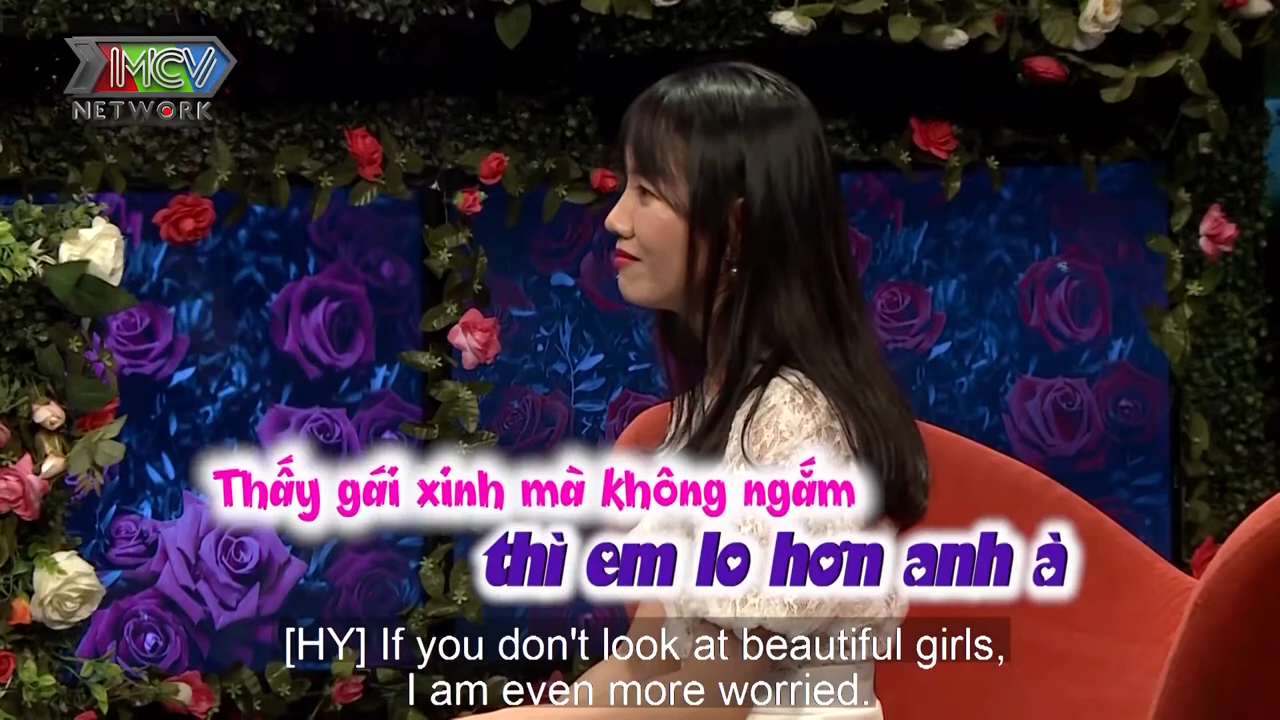 MCV
NETWORK
Thấy gái xinh mà không ngắm
thì em lo hơn anh à
[HY] If you don't look at beautiful girls,
I am even more worried.